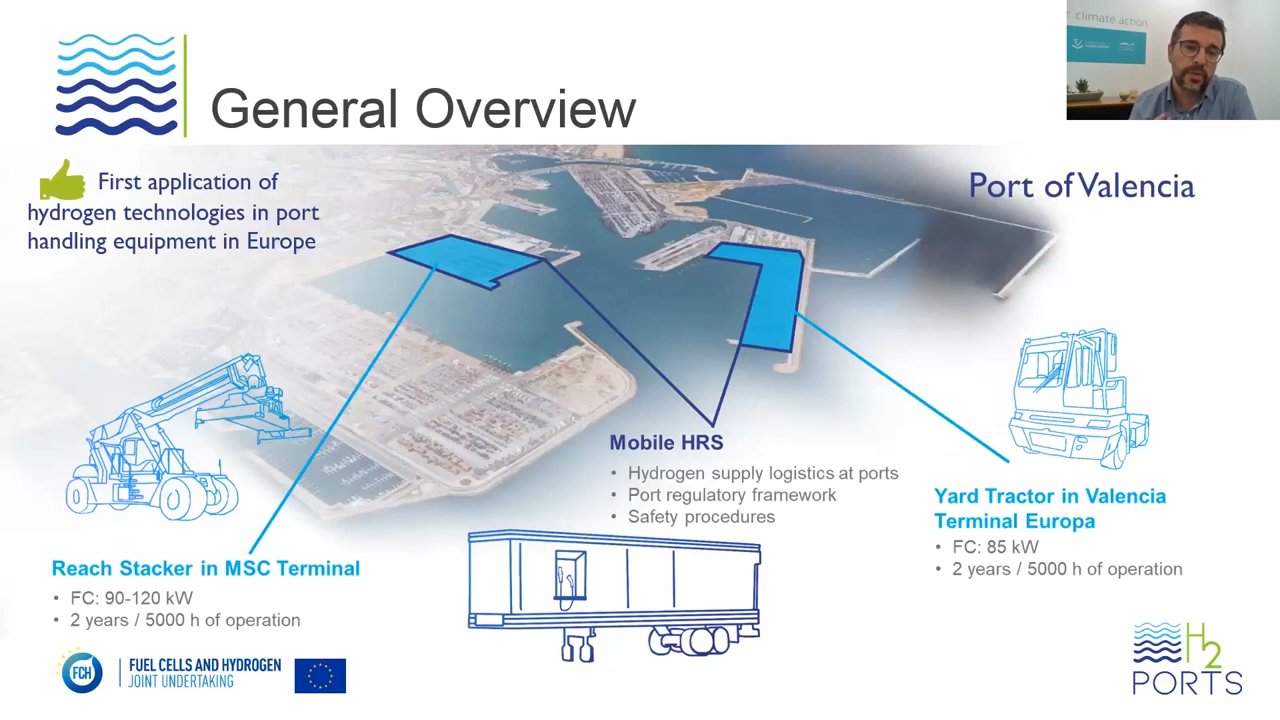 General Overview
climate action
First application of
hydrogen technologies in port
handling equipment in Europe
Port of Valencia
Mobile HRS
• Hydrogen supply logistics at ports
• Port regulatory framework
• Safety procedures
Yard Tractor in Valencia
Terminal Europa
• FC: 85 kW
• 2 years / 5000 h of operation
Reach Stacker in MSC Terminal
• FC: 90-120 kW
• 2 years / 5000 h of operation
FCH
FUEL CELLS AND HYDROGEN
JOINT UNDERTAKING
H2
PORTS